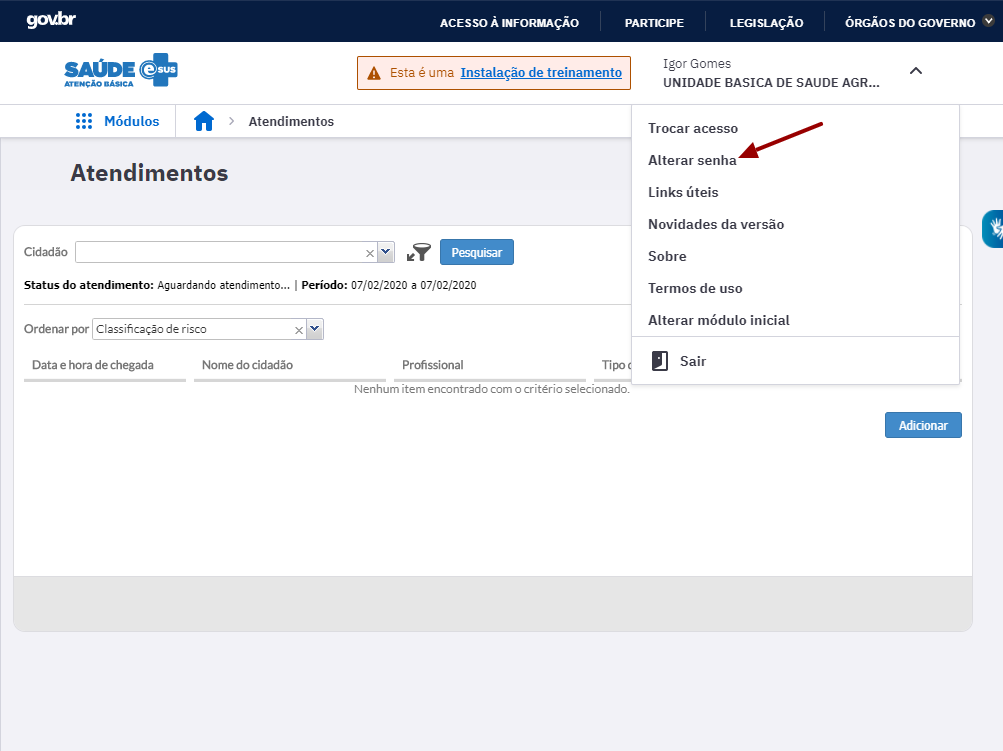 gov.br
ACESSO À INFORMAÇÃO
PARTICIPE
LEGISLAÇÃO
ÓRGÃOS DO GOVERNO
SAÚDE e SUS
ATENÇÃO BÁSICA
Esta é uma Instalação de treinamento
Igor Gomes
UNIDADE BASICA DE SAUDE AGR...
Módulos
Atendimentos
Trocar acesso
Alterar senha
Links úteis
Novidades da versão
Sobre
Termos de uso
Alterar módulo inicial
Sair
Atendimentos
Cidadão
Pesquisar
Status do atendimento: Aguardando atendimento... | Período: 07/02/2020 a 07/02/2020
Ordenar por Classificação de risco
Data e hora de chegada
Nome do cidadão
Profissional
Tipo
Nenhum item encontrado com o critério selecionado.
Adicionar